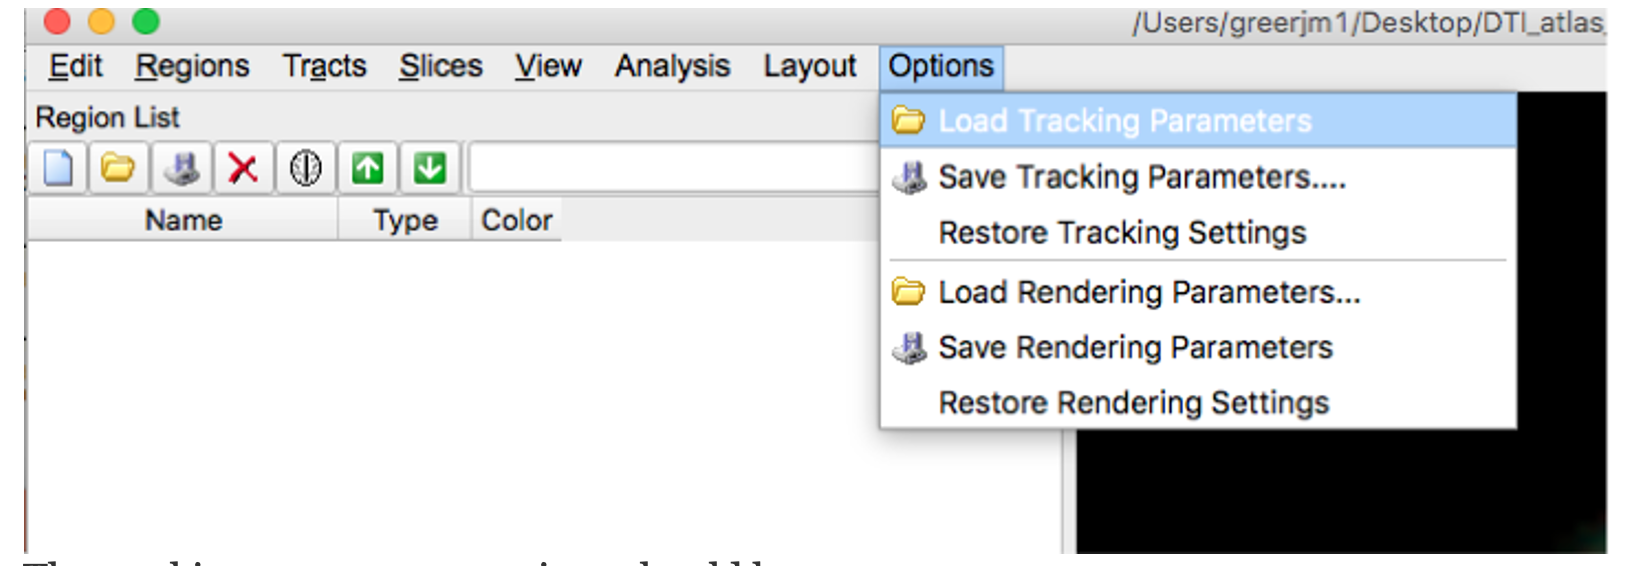 /Users/greerjm1/Desktop/DTI_atlas
Edit Regions Tracts Slices View Analysis Layout Options
Region List
Load Tracking Parameters
Save Tracking Parameters....
Name Type Color
Restore Tracking Settings
Load Rendering Parameters...
Save Rendering Parameters
Restore Rendering Settings